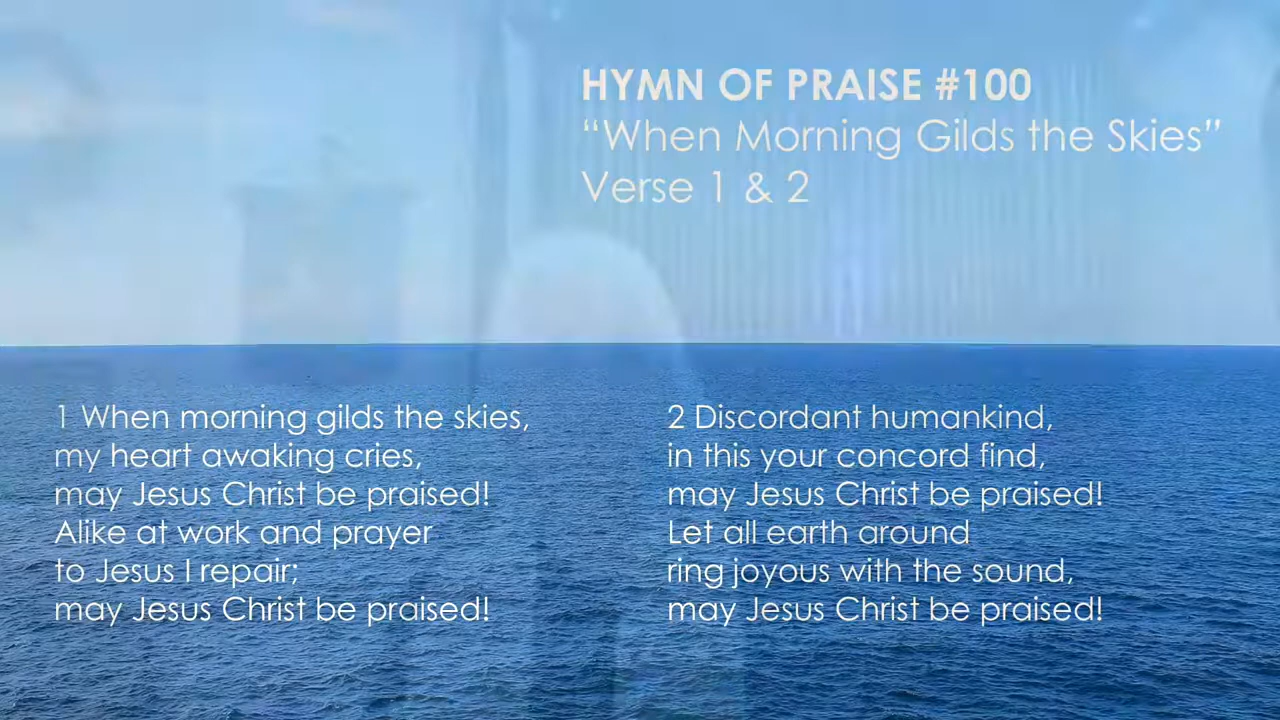 HYMN OF PRAISE #100
“When Morning Gilds the Skies”
Verse 1 & 2
1 When morning gilds the skies,
my heart awaking cries,
may Jesus Christ be praised!
Alike at work and prayer
to Jesus I repair;
may Jesus Christ be praised!
2 Discordant humankind,
in this your concord find,
may Jesus Christ be praised!
Let all earth around
ring joyous with the sound,
may Jesus Christ be praised!